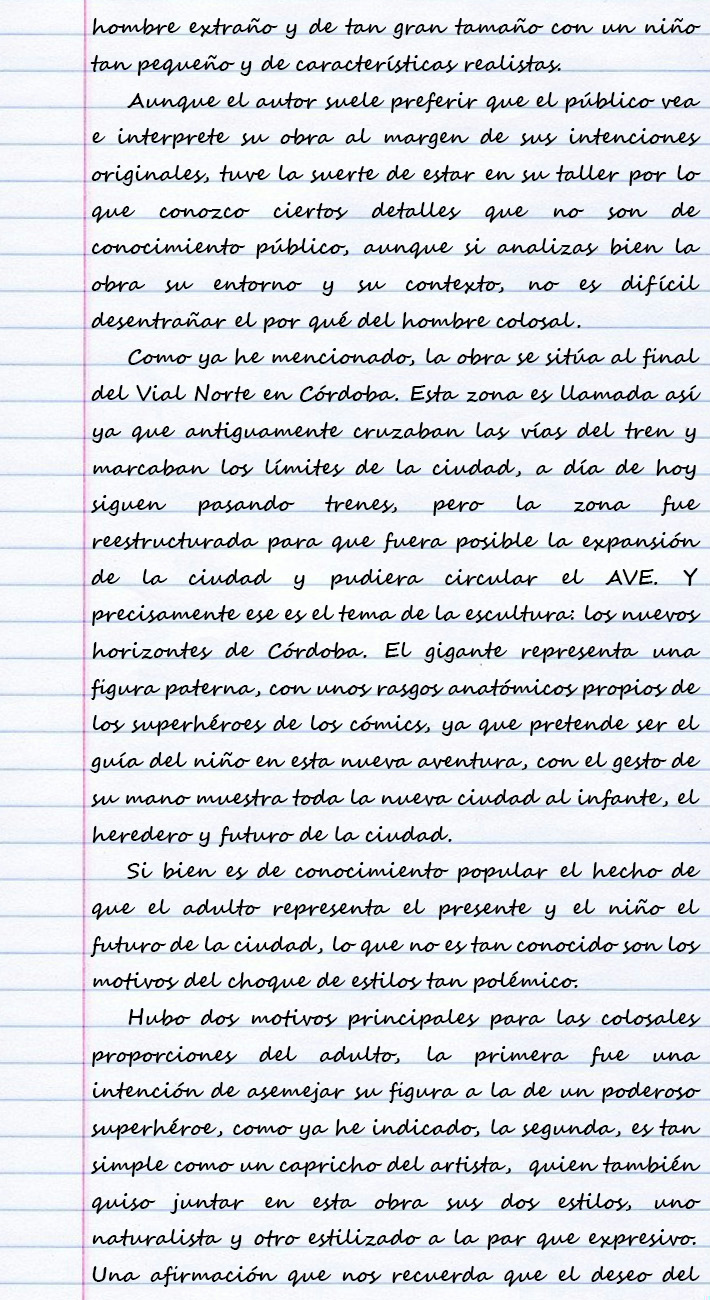 hombre extraño y de tan gran tamaño con un niño
tan pequeño y de características realistas.
Aunque el autor suele preferir que el público vea
e interprete su obra al margen de sus intenciones
originales, tuve la suerte de estar en su taller por lo
que conozco ciertos detalles que no son de
conocimiento público, aunque si analizas bien la
obra su entorno y su contexto, no es difícil
desentrañar el por qué del hombre colosal.
Como ya he mencionado, la obra se sitúa al final
del Vial Norte en Córdoba. Esta zona es llamada así
ya que antiguamente cruzaban las vías del tren y
marcaban los límites de la ciudad, a día de hoy
siguen pasando trenes, pero la zona fue
reestructurada para que fuera posible la expansión
de la ciudad y pudiera circular el AVE. Y
precisamente ese es el tema de la escultura: los nuevos
horizontes de Córdoba. El gigante representa una
figura paterna, con unos rasgos anatómicos propios de
los superhéroes de los cómics, ya que pretende ser el
guía del niño en esta nueva aventura, con el gesto de
su mano muestra toda la nueva ciudad al infante, el
heredero y futuro de la ciudad.
Si bien es de conocimiento popular el hecho de
que el adulto representa el presente y el niño el
futuro de la ciudad, lo que no es tan conocido son los
motivos del choque de estilos tan polémico.
Hubo dos motivos principales para las colosales
proporciones del adulto, la primera fue una
intención de asemejar su figura a la de un poderoso
superhéroe, como ya he indicado, la segunda, es tan
simple como un capricho del artista, quien también
quiso juntar en esta obra sus dos estilos, uno
naturalista y otro estilizado a la par que expresivo.
Una afirmación que nos recuerda que el deseo del